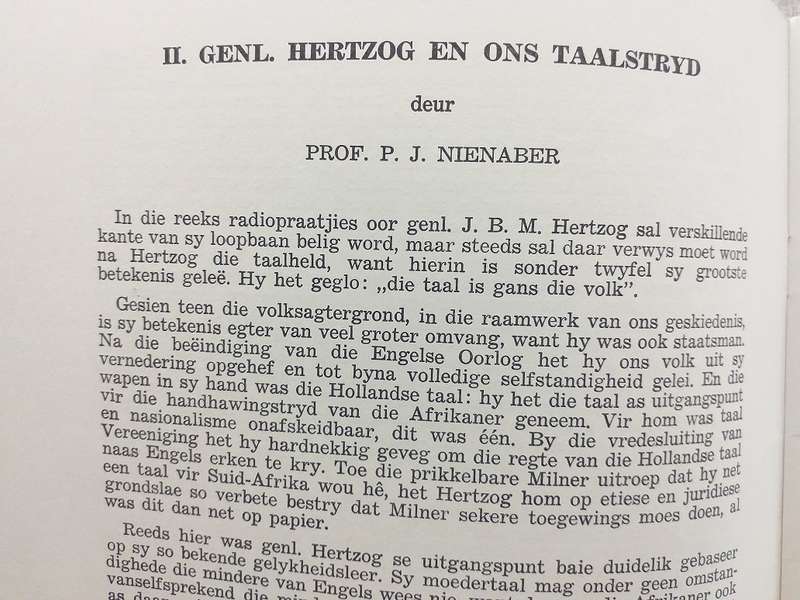 II. GENL. HERTZOG EN ONS TAALSTRYD
deur
PROF. P. J. NIENABER
In die reeks radiopraatjies oor genl. J. B. M. Hertzog sal verskillende
kante van sy loopbaan belig word, maar steeds sal daar verwys moet word
na Hertzog die taalheld, want hierin is sonder twyfel sy grootste
betekenis geleë. Hy het geglo: „die taal is gans die volk”.
Gesien teen die volksagtergrond, in die raamwerk van ons geskiedenis,
is sy betekenis egter van veel groter omvang, want hy was ook staatsman.
Na die beëindiging van die Engelse Oorlog het hy ons volk uit sy
vernedering opgehef en tot byna volledige selfstandigheid gelei. En die
wapen in sy hand was die Hollandse taal: hy het die taal as uitgangspunt
vir die handhawingstryd van die Afrikaner geneem. Vir hom was taal
en nasionalisme onafskeidbaar, dit was één. By die vredesluiting van
Vereeniging het hy hardnekkig geveg om die regte van die Hollandse taal
naas Engels erken te kry. Toe die prikkelbare Milner uitroep dat hy net
een taal vir Suid-Afrika wou hê, het Hertzog hom op etiese en juridiese
grondslae so verbete bestry dat Milner sekere toegewings moes doen, al
was dit dan net op papier.
Reeds hier was genl. Hertzog se uitgangspunt baie duidelik gebaseer
op sy so bekende gelykheidsleer. Sy moedertaal mag onder geen omstan-
dighede die mindere van Engels wees nie
vanselfsprekend die Afrikaner ook